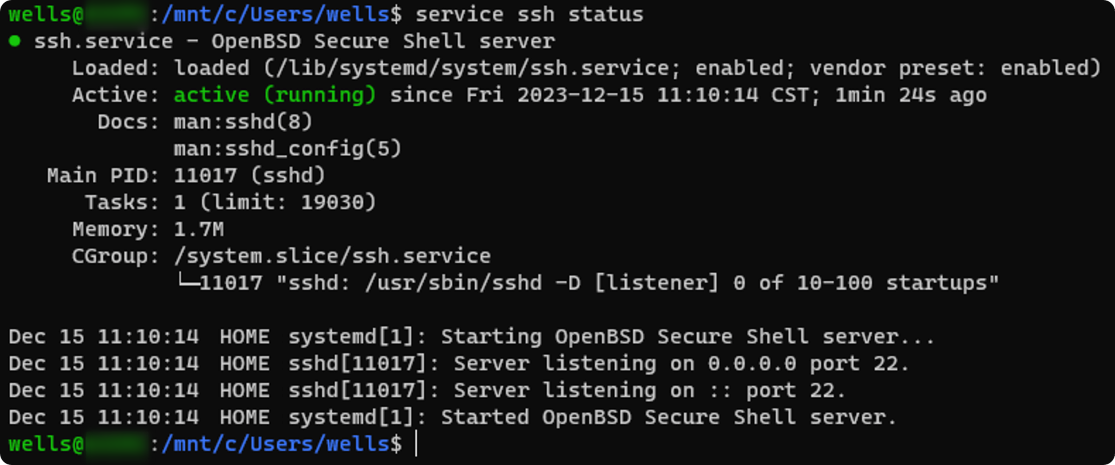 wells@ :/mnt/c/Users/wells$ service ssh status
● ssh.service - OpenBSD Secure Shell server
Loaded: loaded (/lib/systemd/system/ssh.service; enabled; vendor preset: enabled)
Active: active (running) since Fri 2023-12-15 11:10:14 CST; 1min 24s ago
Docs: man:sshd(8)
man:sshd_config(5)
Main PID: 11017 (sshd)
Tasks: 1 (limit: 19030)
Memory: 1.7M
CGroup: /system.slice/ssh.service
└─11017 "sshd: /usr/sbin/sshd -D [listener] 0 of 10-100 startups"
Dec 15 11:10:14 HOME systemd[1]: Starting OpenBSD Secure Shell server...
Dec 15 11:10:14 HOME sshd[11017]: Server listening on 0.0.0.0 port 22.
Dec 15 11:10:14 HOME sshd[11017]: Server listening on :: port 22.
Dec 15 11:10:14 HOME systemd[1]: Started OpenBSD Secure Shell server.
wells@ :/mnt/c/Users/wells$